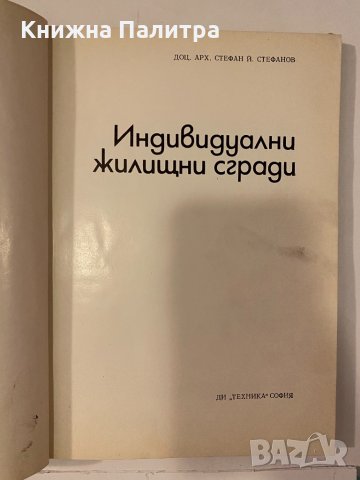 Книжна Палитра
ДОЦ. АРХ. СТЕФАН Й. СТЕФАНОВ
Индивидуални
жилищни сгради
ДИ „ТЕХНИКА“ СОФИЯ
BAZAR